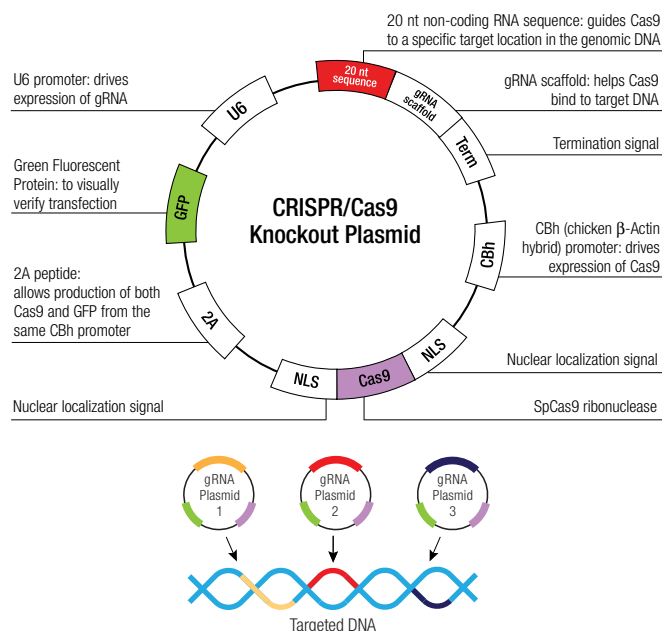 20 nt non-coding RNA sequence: guides Cas9
to a specific target location in the genomic DNA
U6 promoter: drives
expression of gRNA
20 nt
sequence
gRNA
scaffold
gRNA scaffold: helps Cas9
bind to target DNA
U6
Term
Termination signal
Green Fluorescent
Protein: to visually
verify transfection
GFP
CRISPR/Cas9
Knockout Plasmid
CBh
CBh (chicken β-Actin
hybrid) promoter: drives
expression of Cas9
2A peptide:
allows production of both
Cas9 and GFP from the
same CBh promoter
2A
NLS
Cas9
NLS
Nuclear localization signal
Nuclear localization signal
SpCas9 ribonuclease
gRNA
Plasmid
1
gRNA
Plasmid
2
gRNA
Plasmid
3
Targeted DNA